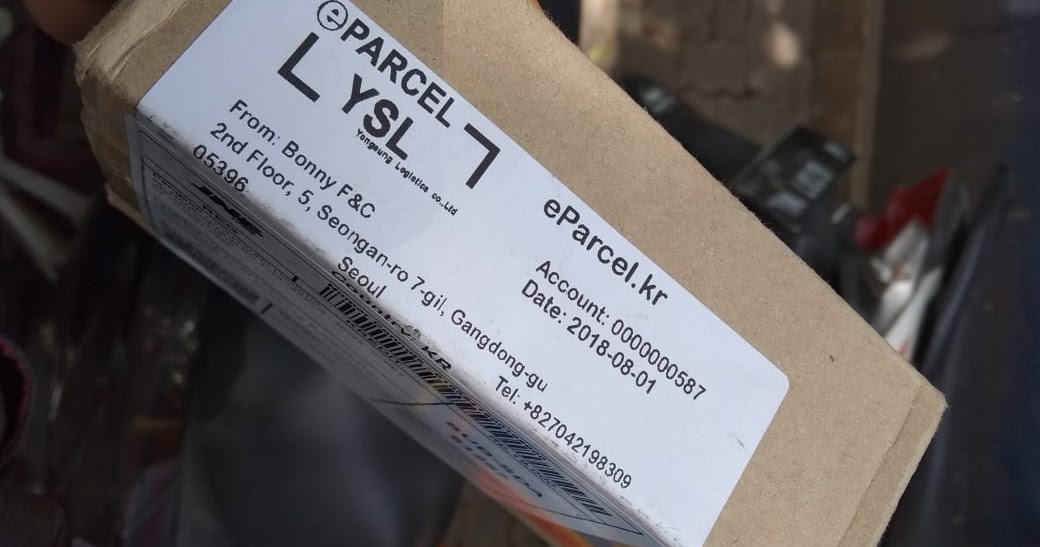 ePARCEL
YSL
Yongsung Logistics co.,Ltd
eParcel.kr
Account: 0000000587
Date: 2018-08-01
From: Bonny F&C
2nd Floor, 5, Seongan-ro 7-gil, Gangdong-gu
05396 Seoul
Tel: +827042198309